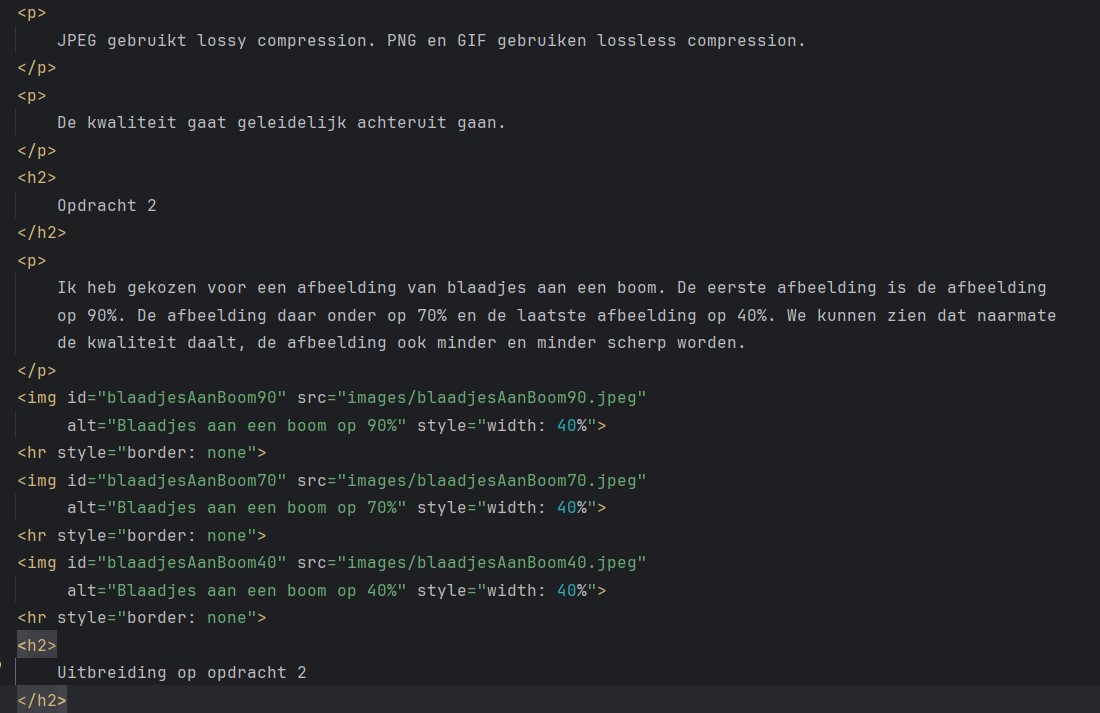 <p>
JPEG gebruikt lossy compression. PNG en GIF gebruiken lossless compression.
</p>
<p>
De kwaliteit gaat geleidelijk achteruit gaan.
</p>
<h2>
Opdracht 2
</h2>
<p>
Ik heb gekozen voor een afbeelding van blaadjes aan een boom. De eerste afbeelding is de afbeelding
op 90%. De afbeelding daar onder op 70% en de laatste afbeelding op 40%. We kunnen zien dat naarmate
de kwaliteit daalt, de afbeelding ook minder en minder scherp worden.
</p>
<img id="blaadjesAanBoom90" src="images/blaadjesAanBoom90.jpeg"
alt="Blaadjes aan een boom op 90%" style="width: 40%">
<hr style="border: none">
<img id="blaadjesAanBoom70" src="images/blaadjesAanBoom70.jpeg"
alt="Blaadjes aan een boom op 70%" style="width: 40%">
<hr style="border: none">
<img id="blaadjesAanBoom40" src="images/blaadjesAanBoom40.jpeg"
alt="Blaadjes aan een boom op 40%" style="width: 40%">
<hr style="border: none">
<h2>
Uitbreiding op opdracht 2
</h2>